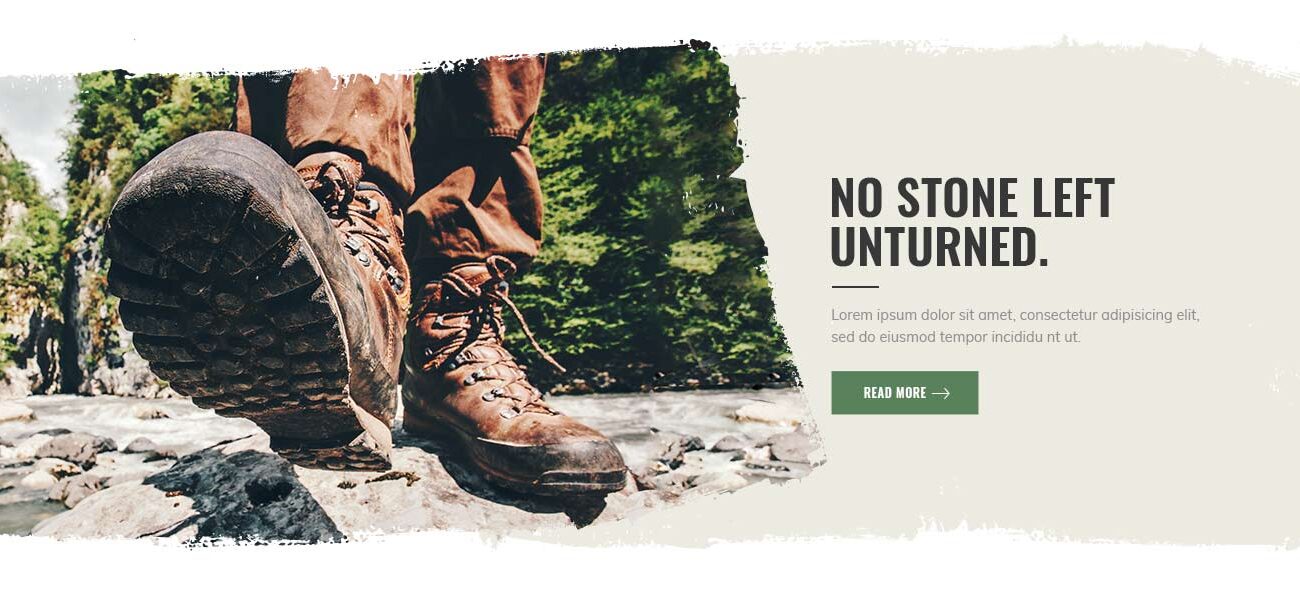 NO STONE LEFT
UNTURNED.
Lorem ipsum dolor sit amet, consectetur adipisicing elit,
sed do eiusmod tempor incididu nt ut.
READ MORE →